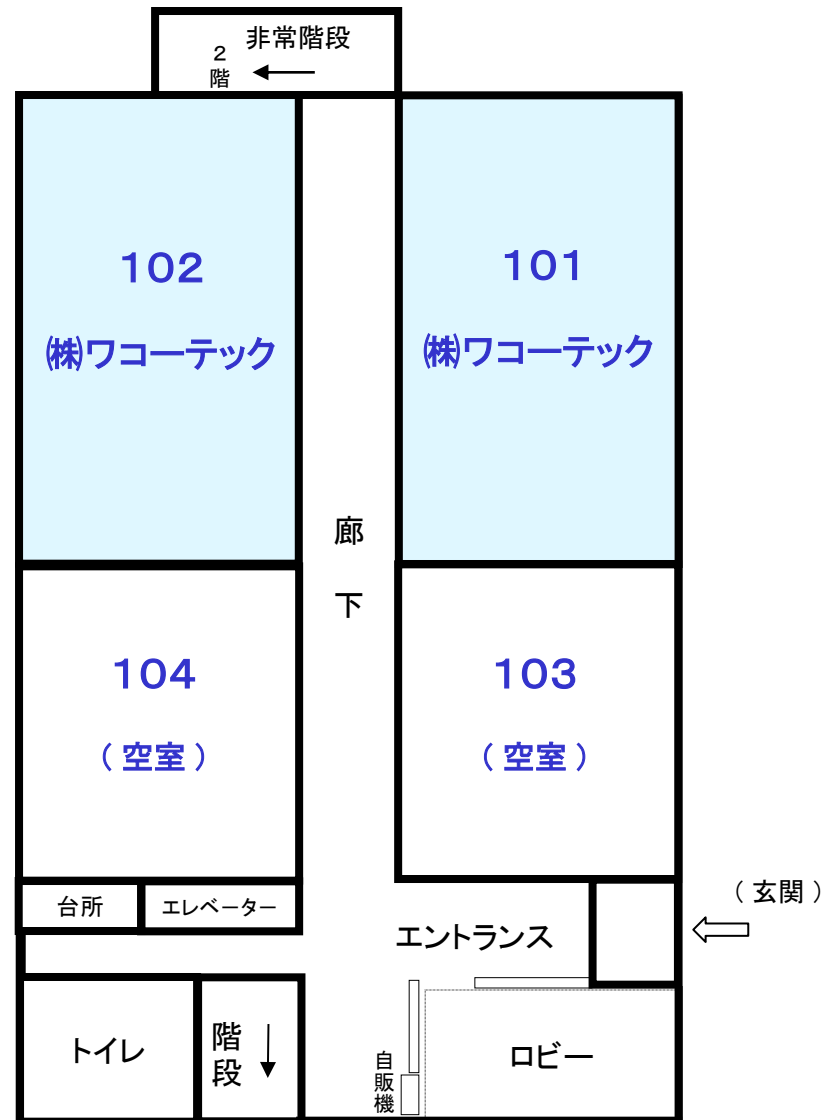 非常階段
２階
102
㈱ワコーテック
101
㈱ワコーテック
廊下
104
（ 空室 ）
103
（ 空室 ）
台所
エレベーター
（ 玄関 ）
エントランス
トイレ
階段
自販機
ロビー